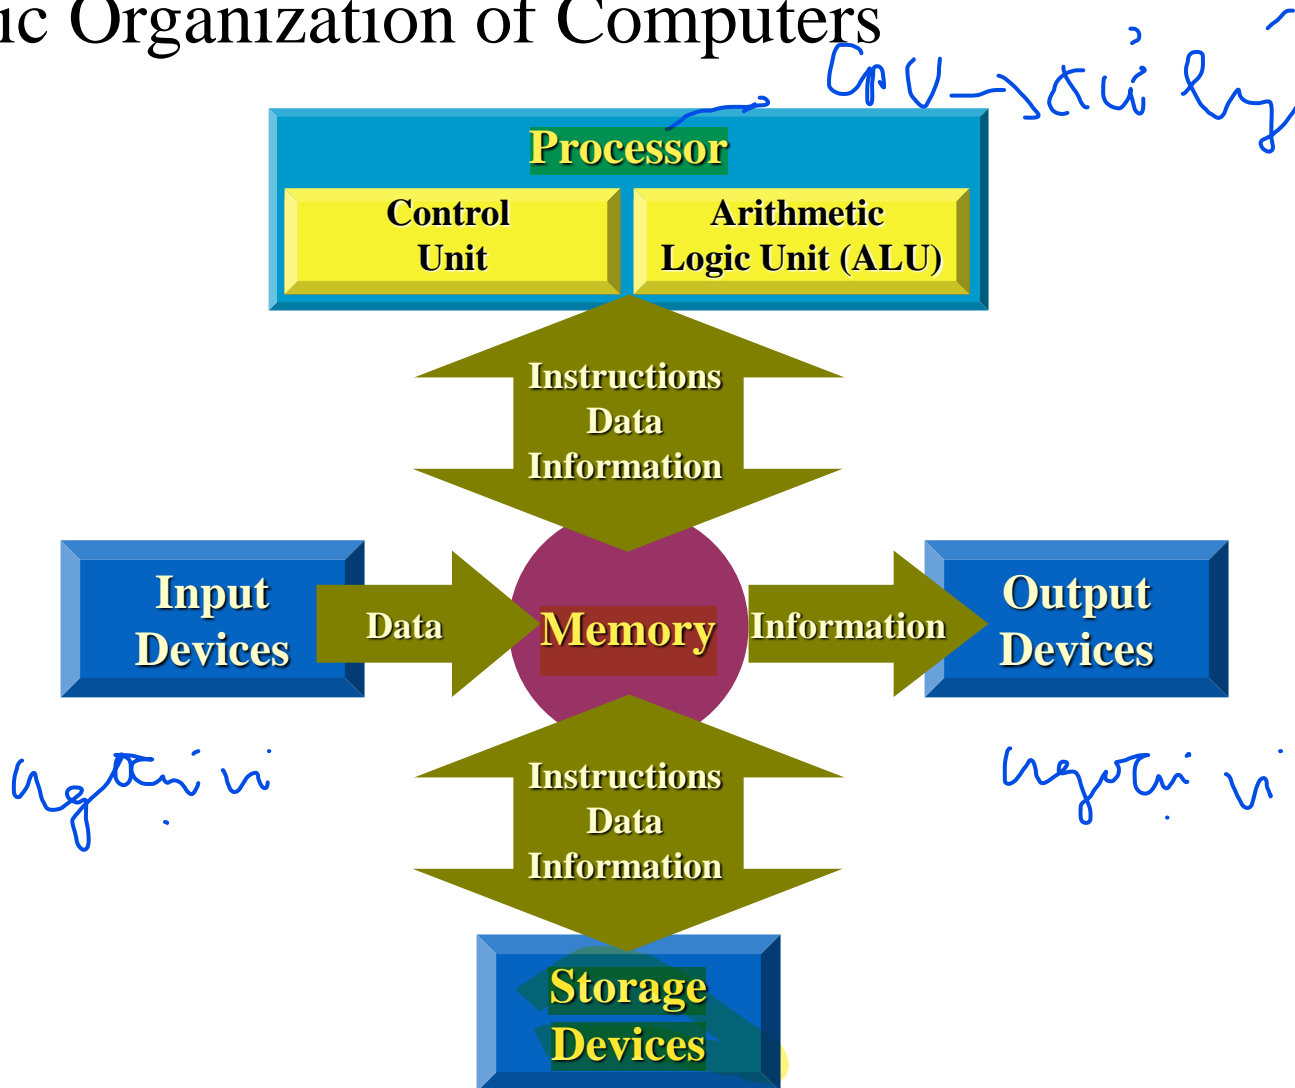 ic Organization of Computers
CPU → xử lý
Processor
Control
Unit
Arithmetic
Logic Unit (ALU)
Instructions
Data
Information
Input
Devices
Data
Memory
Information
Output
Devices
ngoại vi
ngoại vi
Instructions
Data
Information
Storage
Devices